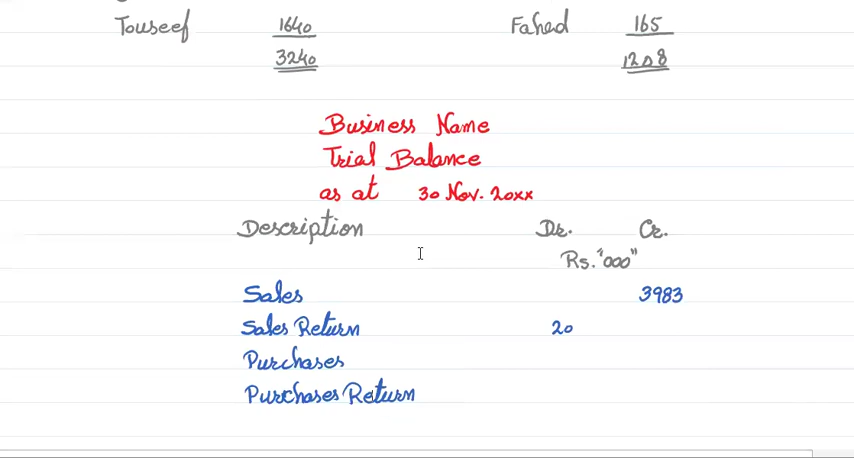 Touseef 1640 Fahed 165
3240 1208
Business Name
Trial Balance
as at 30 Nov. 20xx
Description Dr. Cr.
Rs. "000"
Sales 3983
Sales Return 20
Purchases
Purchases Return